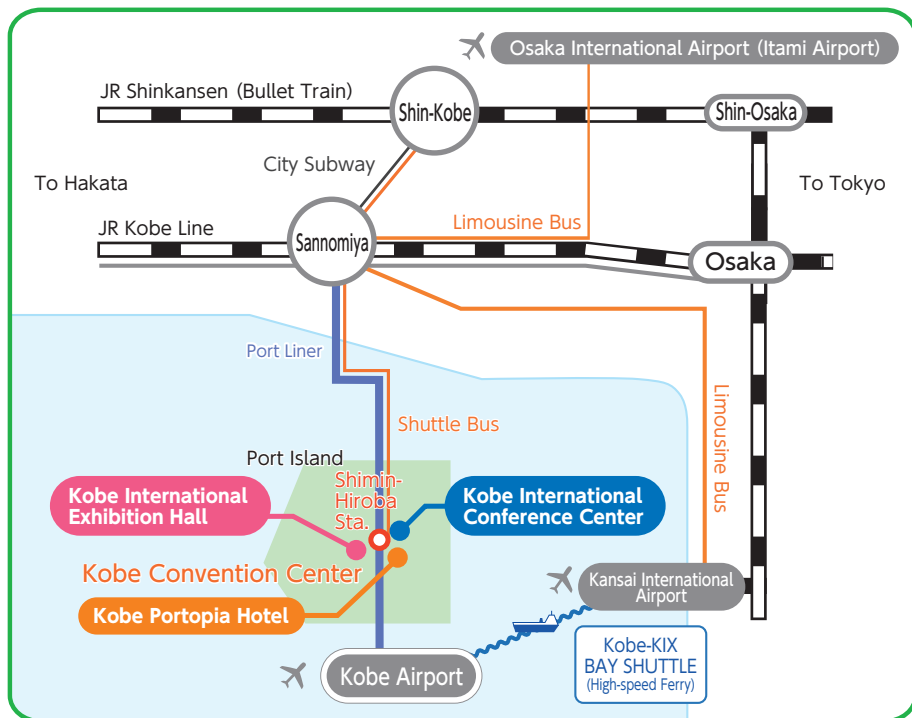 Osaka International Airport (Itami Airport)
JR Shinkansen (Bullet Train)
Shin-Kobe
Shin-Osaka
City Subway
To Hakata
To Tokyo
Limousine Bus
JR Kobe Line
Sannomiya
Osaka
Port Liner
Limousine Bus
Shuttle Bus
Port Island
Shimin-
Hiroba
Sta.
Kobe International
Exhibition Hall
Kobe International
Conference Center
Kobe Convention Center
Kansai International
Airport
Kobe Portopia Hotel
Kobe-KIX
BAY SHUTTLE
(High-speed Ferry)
Kobe Airport